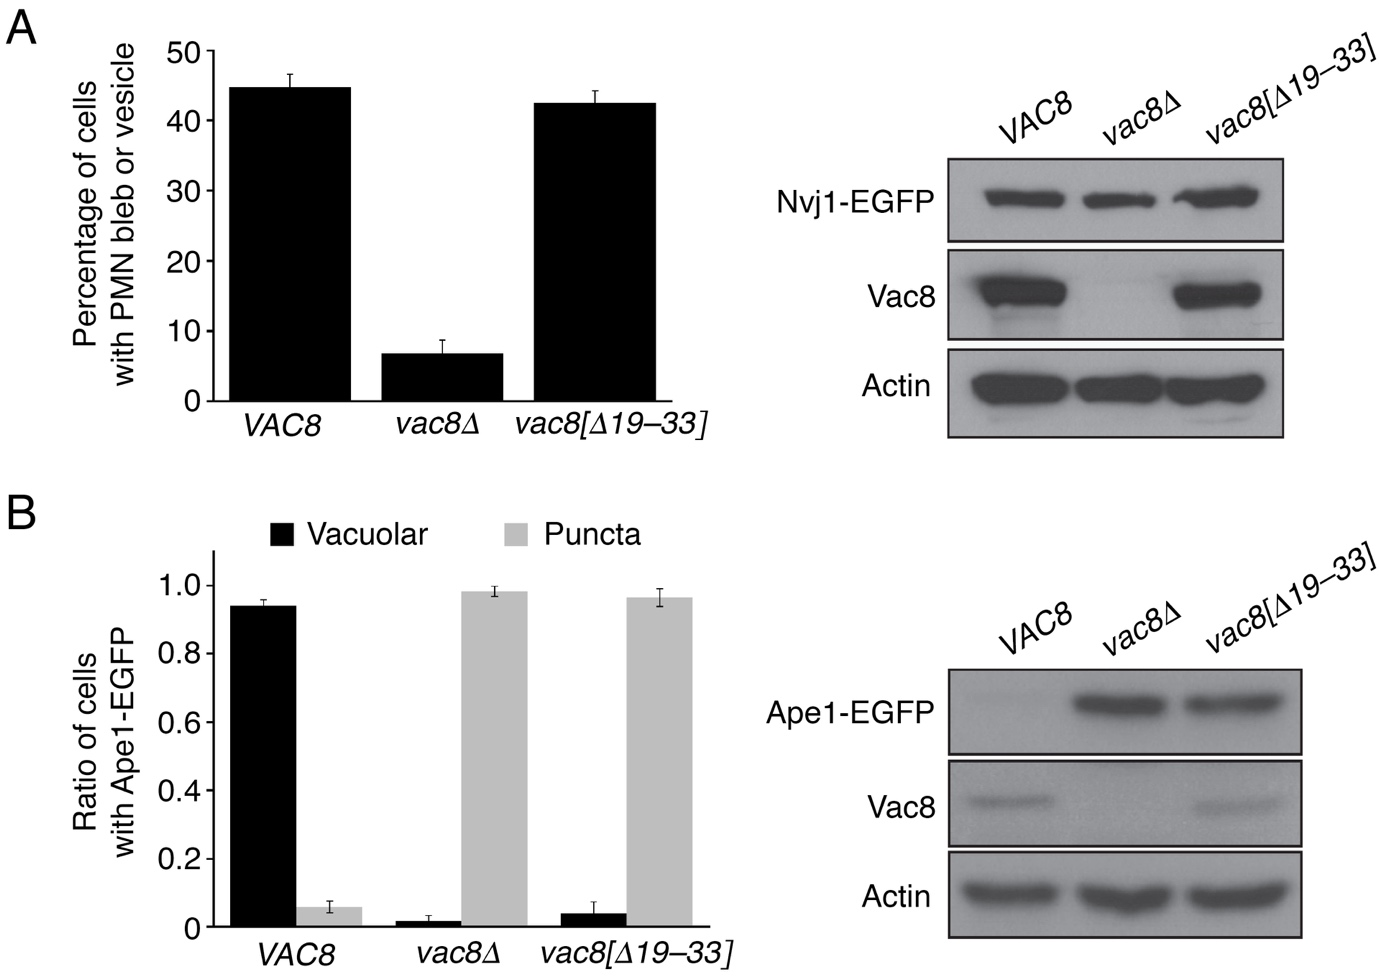 A
Percentage of cells
with PMN bleb or vesicle
50
40
30
20
10
0
VAC8 vac8Δ vac8[Δ19–33]
VAC8 vac8Δ vac8[Δ19–33]
Nvj1-EGFP
Vac8
Actin
B
Vacuolar Puncta
Ratio of cells
with Ape1-EGFP
1.0
0.8
0.6
0.4
0.2
0
VAC8 vac8Δ vac8[Δ19–33]
VAC8 vac8Δ vac8[Δ19–33]
Ape1-EGFP
Vac8
Actin